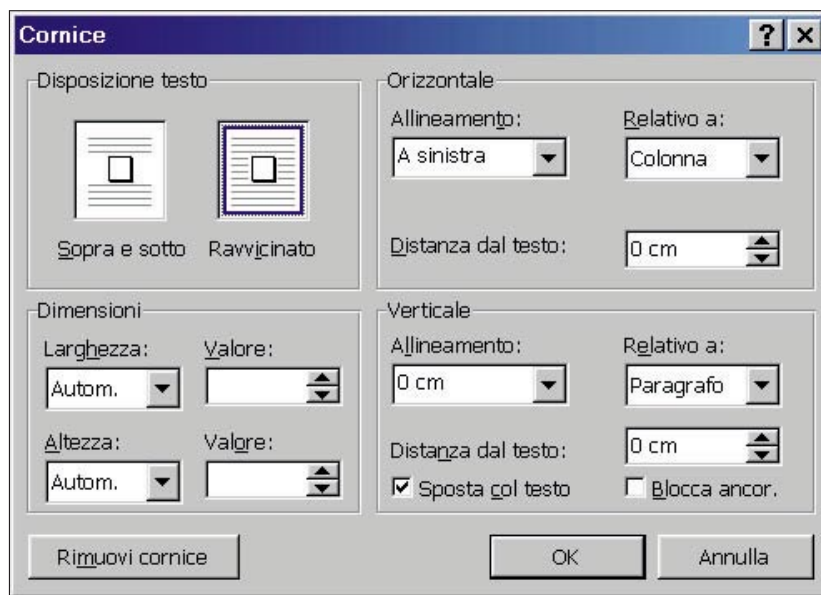 Cornice
Disposizione testo
Sopra e sotto
Ravvicinato
Orizzontale
Allineamento:
Relativo a:
A sinistra
Colonna
Distanza dal testo:
0 cm
Dimensioni
Larghezza:
Valore:
Autom.
Altezza:
Valore:
Autom.
Verticale
Allineamento:
Relativo a:
0 cm
Paragrafo
Distanza dal testo:
0 cm
Sposta col testo
Blocca ancor.
Rimuovi cornice
OK
Annulla